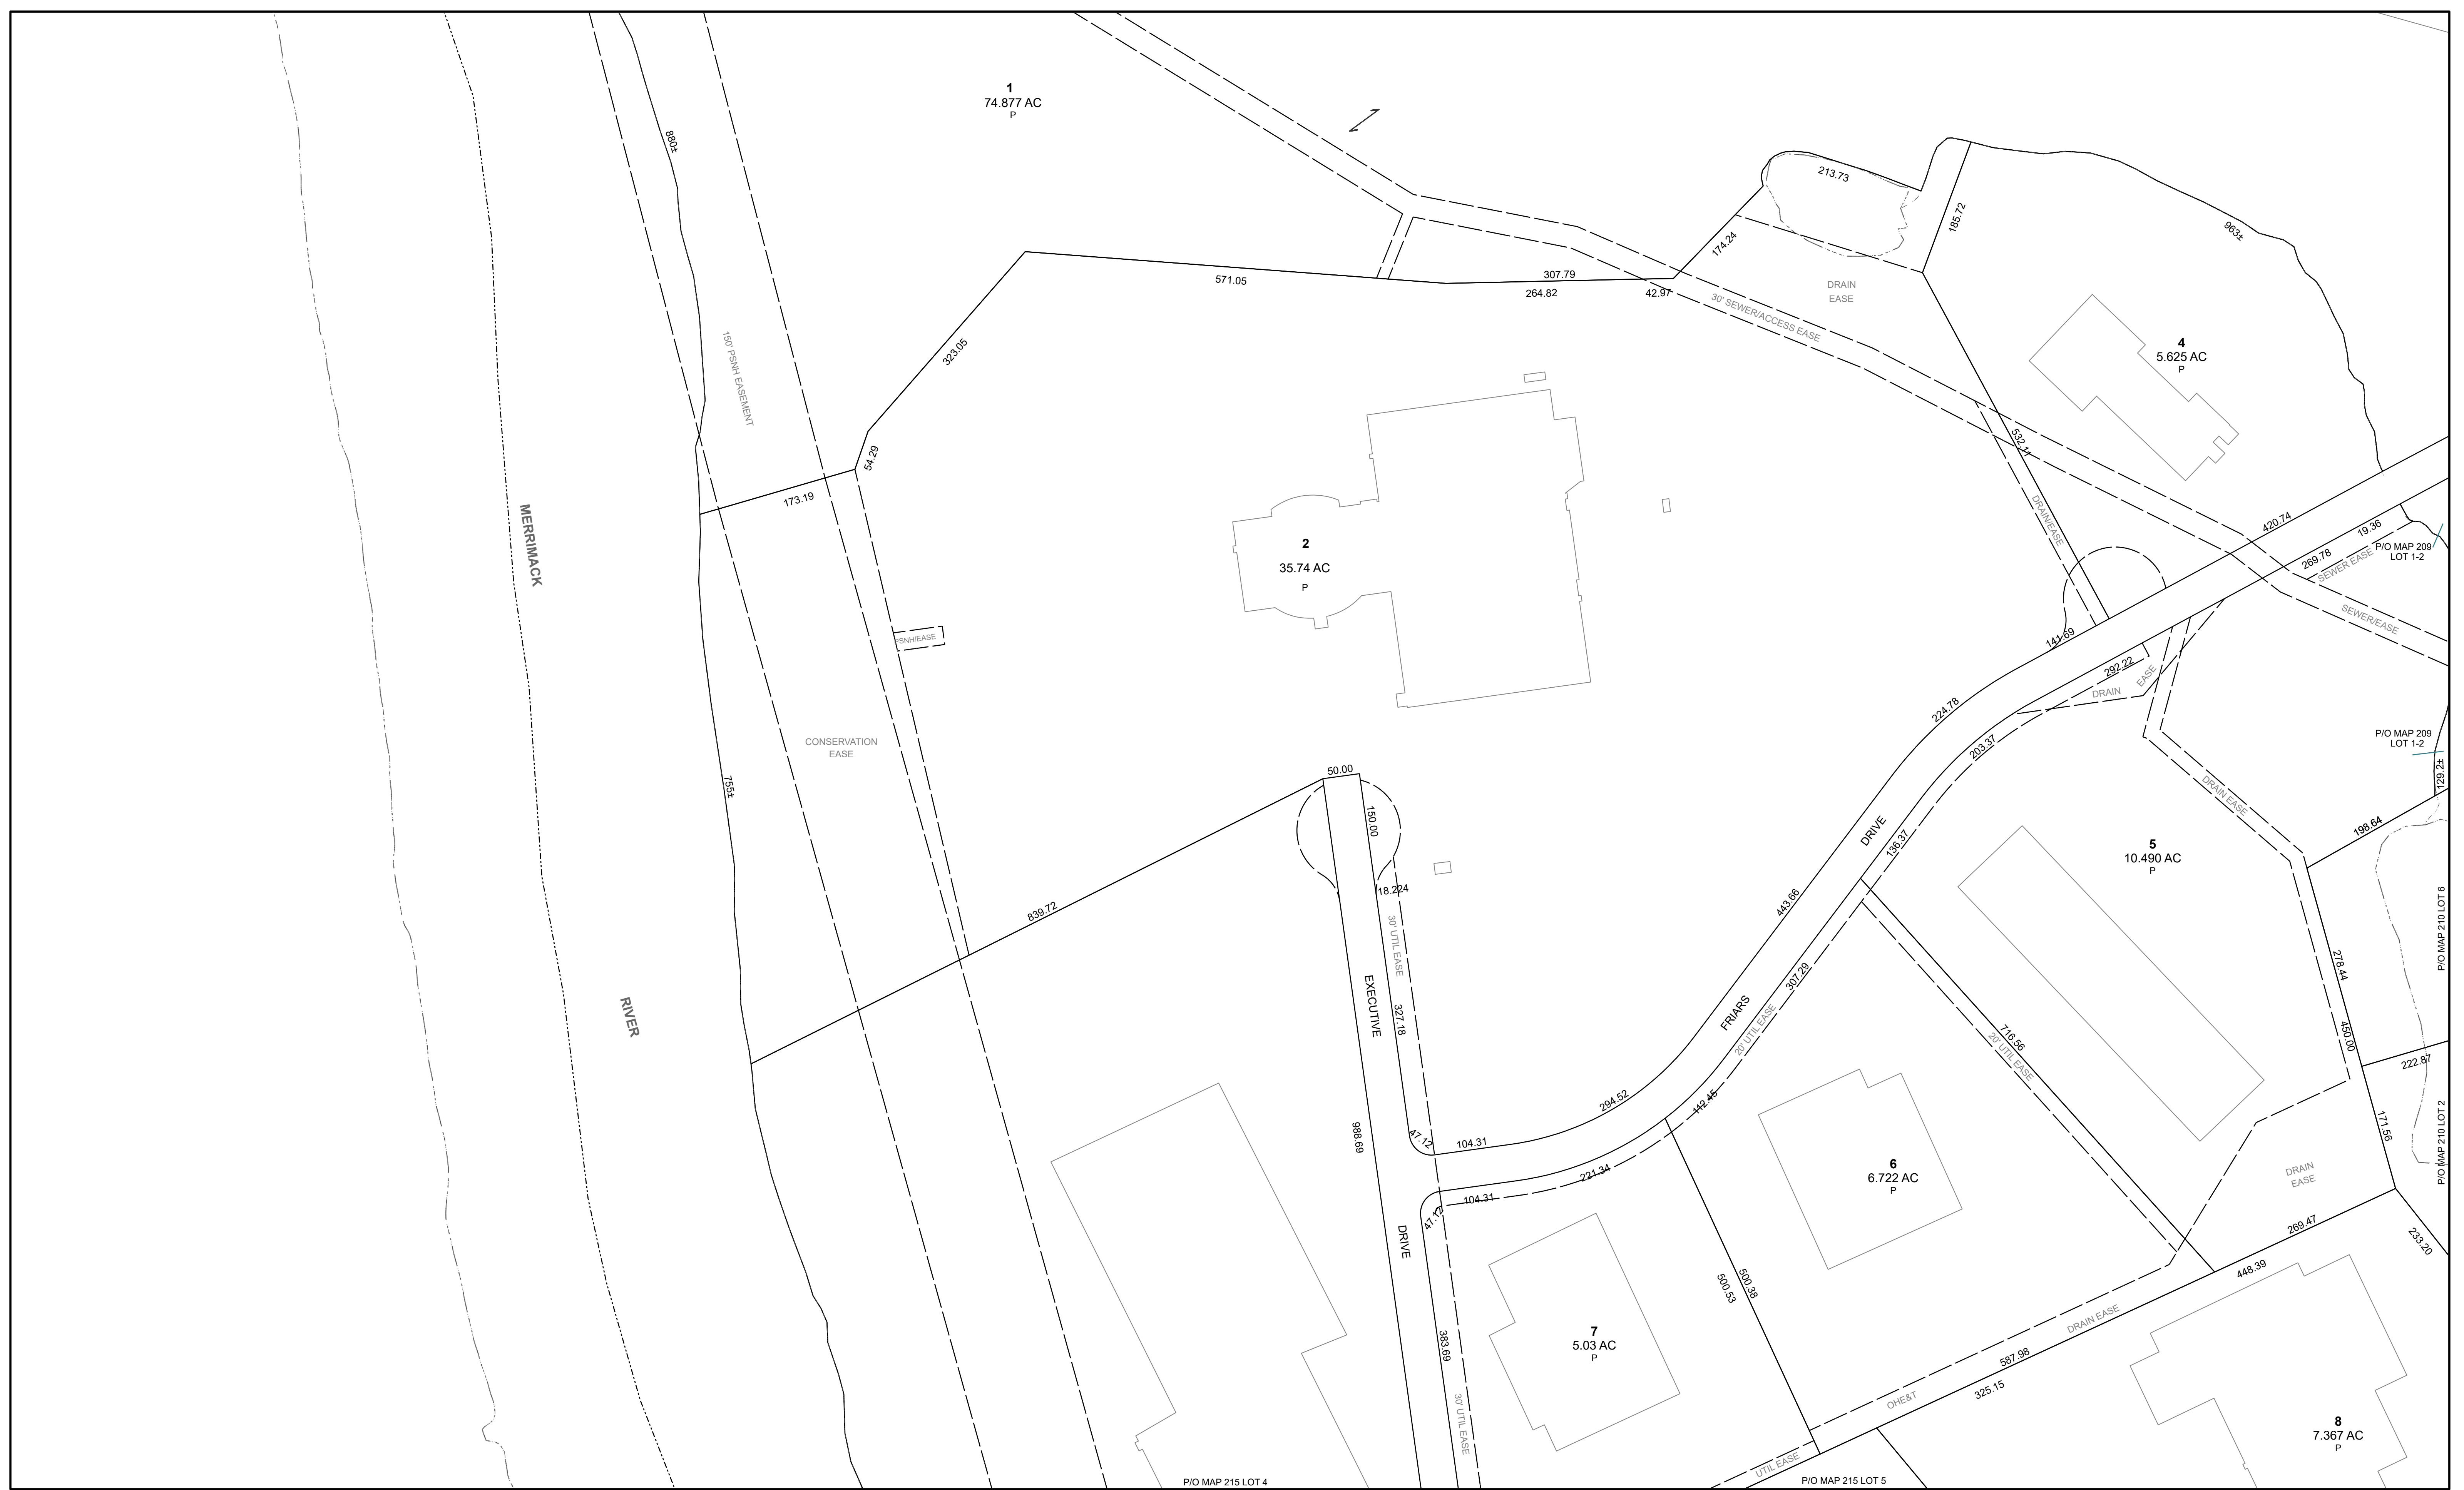 1
74.877 AC
P
880±
213.73
185.72
963±
174.24
571.05
307.79
264.82
42.97
DRAIN
EASE
30' SEWER/ACCESS EASE
4
5.625 AC
P
323.05
150' PSNH EASEMENT
54.29
173.19
532.11
DRAIN/EASE
420.74
19.36
269.78
SEWER EASE
P/O MAP 209
LOT 1-2
SEWER/EASE
MERRIMACK
2
35.74 AC
P
PSNH/EASE
141.69
292.22
DRAIN
EASE
224.78
203.37
CONSERVATION
EASE
755±
P/O MAP 209
LOT 1-2
129.2±
DRAIN EASE
50.00
150.00
198.64
DRIVE
136.37
5
10.490 AC
P
18.224
839.72
443.66
30' UTIL EASE
P/O MAP 210 LOT 6
278.44
307.29
RIVER
EXECUTIVE
327.18
FRIARS
20' UTIL EASE
716.56
20' UTIL EASE
450.00
222.87
294.52
112.45
171.56
P/O MAP 210 LOT 2
988.69
47.12
104.31
221.34
6
6.722 AC
P
DRAIN
EASE
104.31
47.12
DRIVE
269.47
233.20
448.39
500.53
500.38
DRAIN EASE
7
5.03 AC
P
383.69
587.98
325.15
OHE&T
30' UTIL EASE
8
7.367 AC
P
UTIL EASE
P/O MAP 215 LOT 4
P/O MAP 215 LOT 5